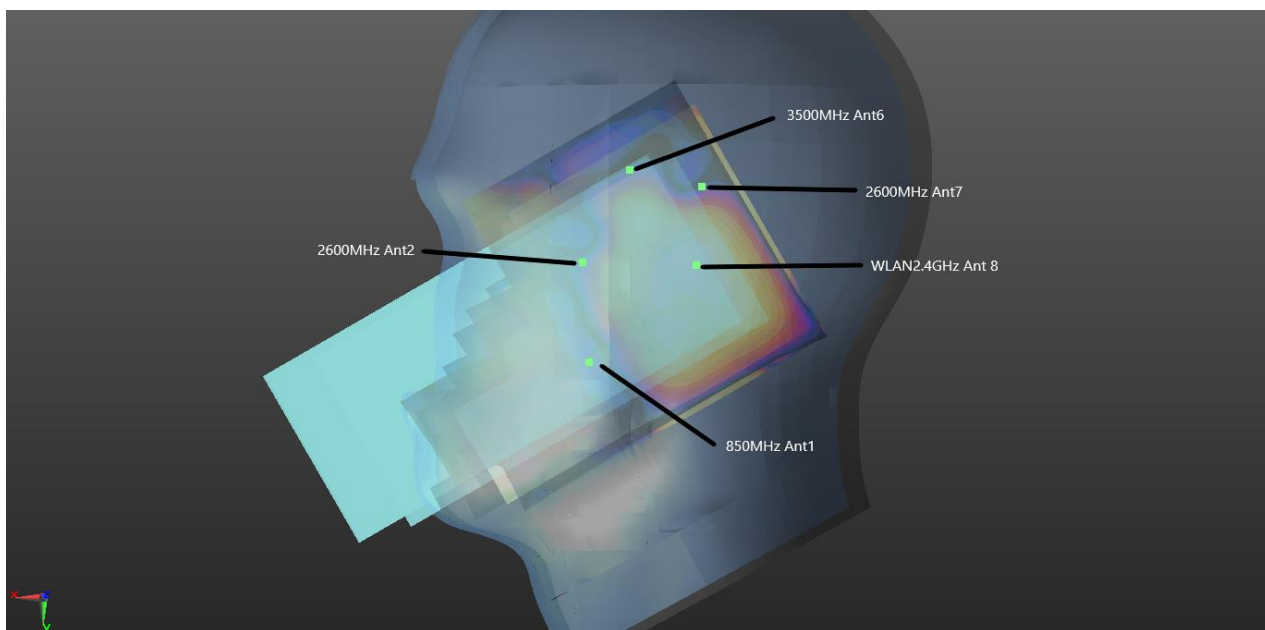 3500MHz Ant6
2600MHz Ant7
2600MHz Ant2
WLAN2.4GHz Ant 8
850MHz Ant1
X
Y